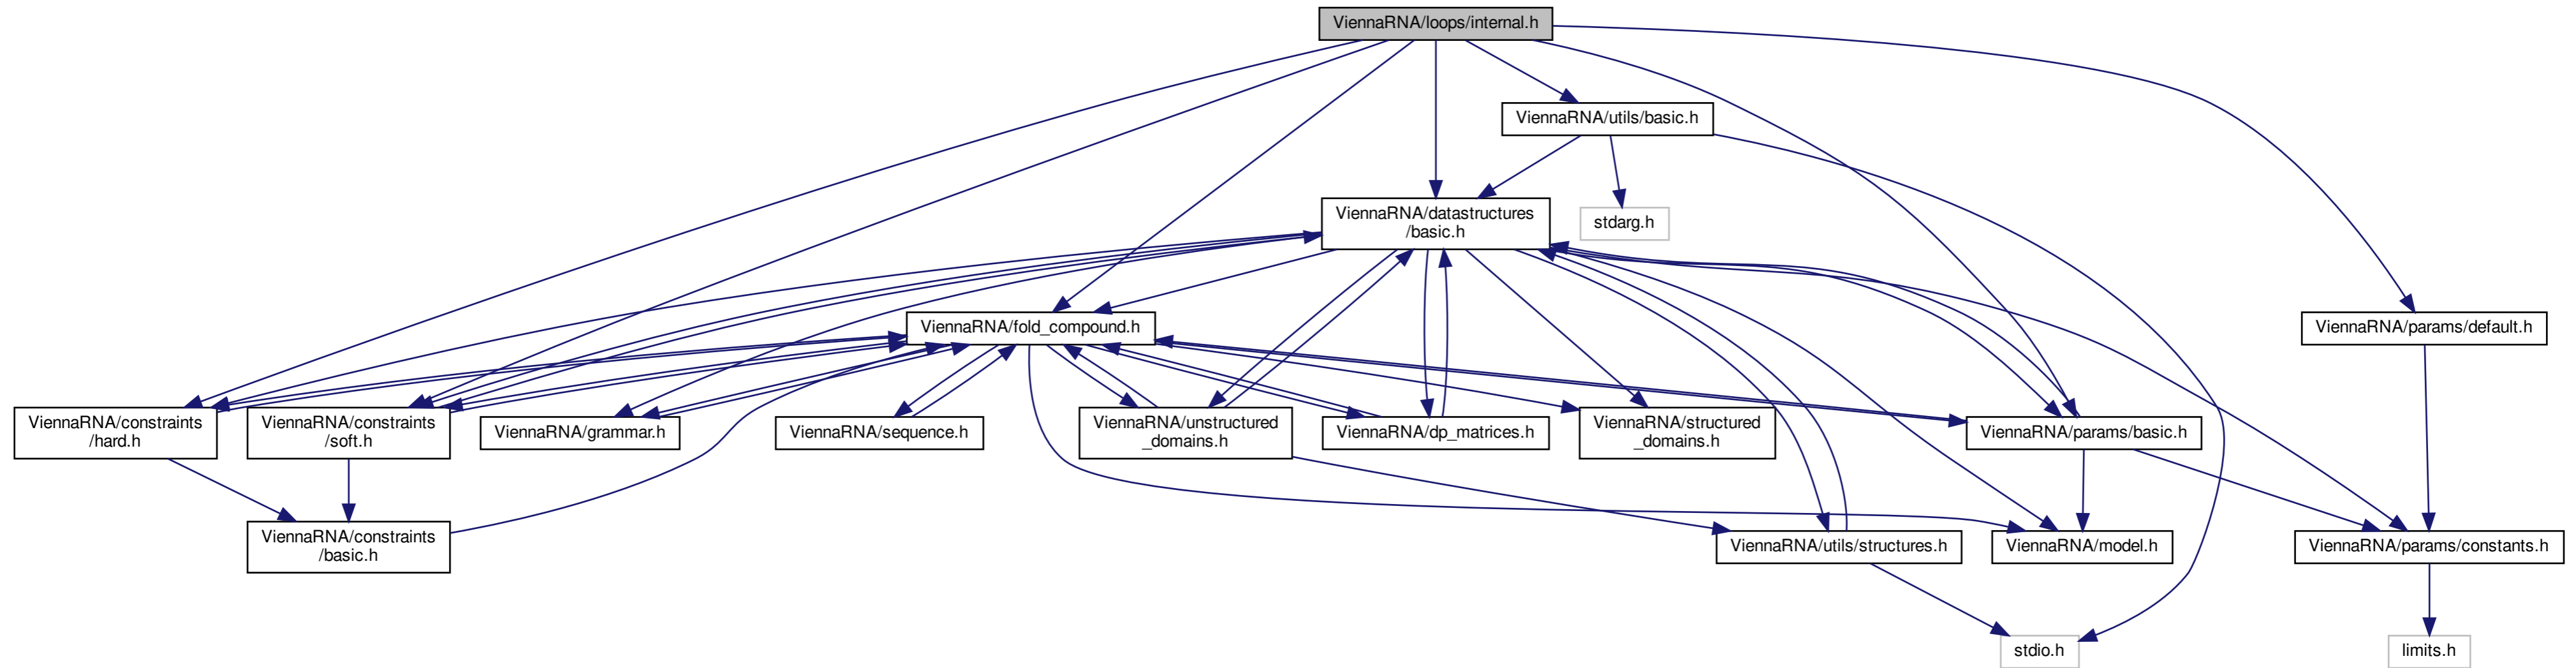 ViennaRNA/loops/internal.h
ViennaRNA/utils/basic.h
ViennaRNA/datastructures
/basic.h
stdarg.h
ViennaRNA/fold_compound.h
ViennaRNA/params/default.h
ViennaRNA/constraints
/hard.h
ViennaRNA/constraints
/soft.h
ViennaRNA/grammar.h
ViennaRNA/sequence.h
ViennaRNA/unstructured
_domains.h
ViennaRNA/dp_matrices.h
ViennaRNA/structured
_domains.h
ViennaRNA/params/basic.h
ViennaRNA/constraints
/basic.h
ViennaRNA/utils/structures.h
ViennaRNA/model.h
ViennaRNA/params/constants.h
stdio.h
limits.h